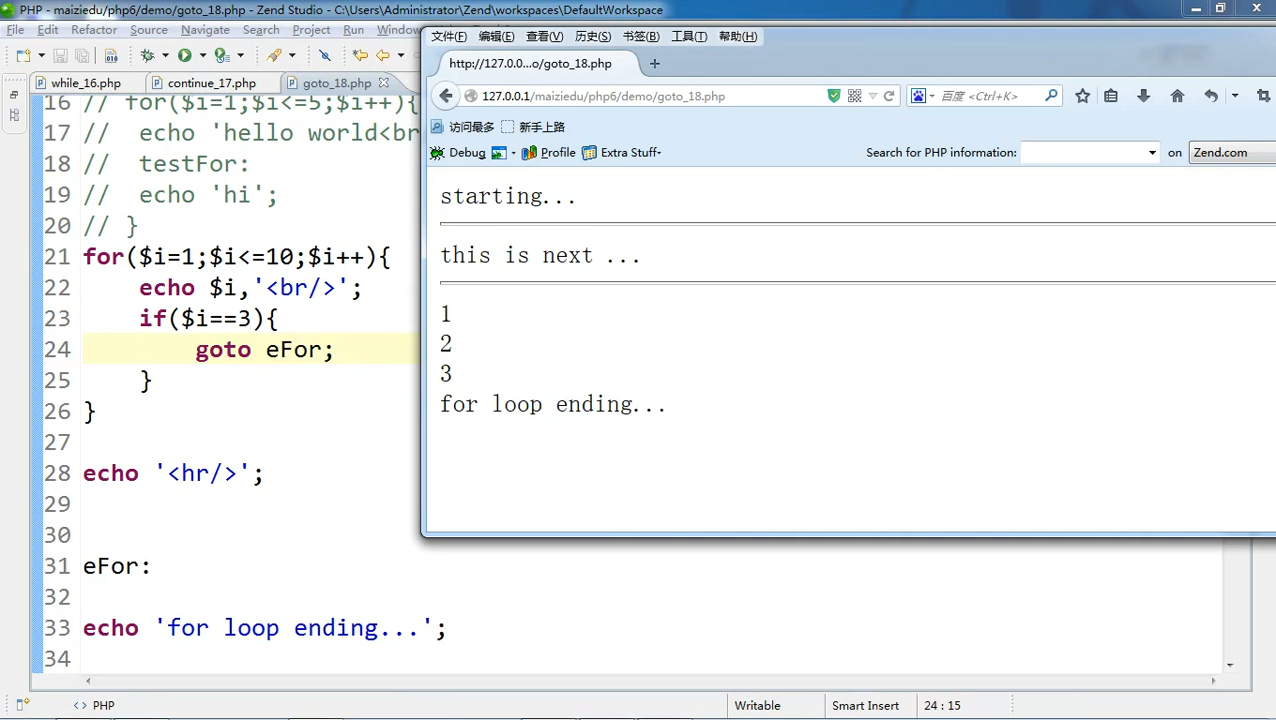 PHP - maiziedu/php6/demo/goto_18.php - Zend Studio - C:\Users\Administrator\Zend\workspaces\DefaultWorkspace
File Edit Refactor Source Navigate Search Project Run
while_16.php continue_17.php goto_18.php
16 // for($i=1;$i<=5;$i++){
17 // echo 'hello world<br
18 // testFor:
19 // echo 'hi';
20 // }
21 for($i=1;$i<=10;$i++){
22 echo $i,'<br/>';
23 if($i==3){
24 goto eFor;
25 }
26 }
27
28 echo '<hr/>';
29
30
31 eFor:
32
33 echo 'for loop ending...';
34
PHP Writable Smart Insert 24 : 15
文件(F) 编辑(E) 查看(V) 历史(S) 书签(B) 工具(T) 帮助(H)
http://127.0.0...o/goto_18.php
127.0.0.1/maiziedu/php6/demo/goto_18.php 百度 <Ctrl+K>
访问最多 新手上路
Debug Profile Extra Stuff Search for PHP information: on Zend.com
starting...
this is next ...
1
2
3
for loop ending...